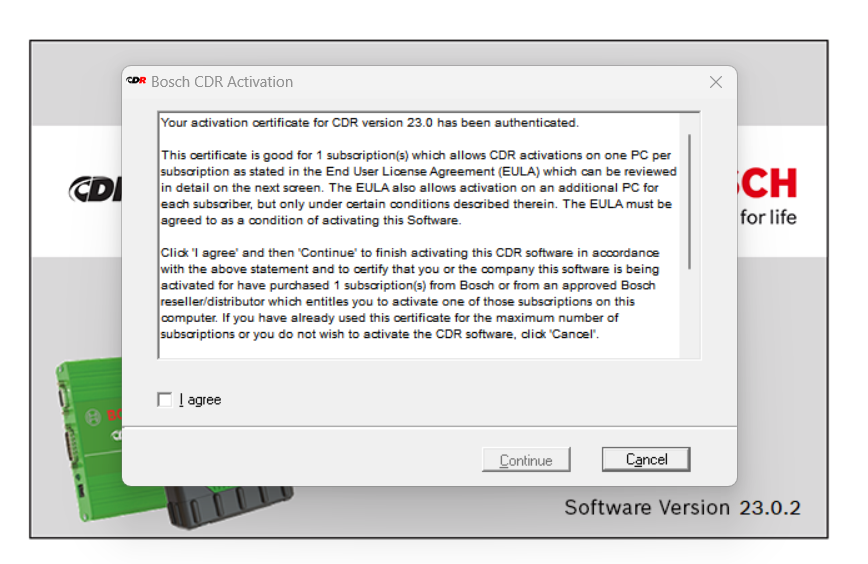 CDR Bosch CDR Activation
Your activation certificate for CDR version 23.0 has been authenticated.
This certificate is good for 1 subscription(s) which allows CDR activations on one PC per
subscription as stated in the End User License Agreement (EULA) which can be reviewed
in detail on the next screen. The EULA also allows activation on an additional PC for
each subscriber, but only under certain conditions described therein. The EULA must be
agreed to as a condition of activating this Software.
Click 'I agree' and then 'Continue' to finish activating this CDR software in accordance
with the above statement and to certify that you or the company this software is being
activated for have purchased 1 subscription(s) from Bosch or from an approved Bosch
reseller/distributor which entitles you to activate one of those subscriptions on this
computer. If you have already used this certificate for the maximum number of
subscriptions or you do not wish to activate the CDR software, click 'Cancel'.
I agree
Continue
Cancel
CD
CH
for life
Software Version 23.0.2